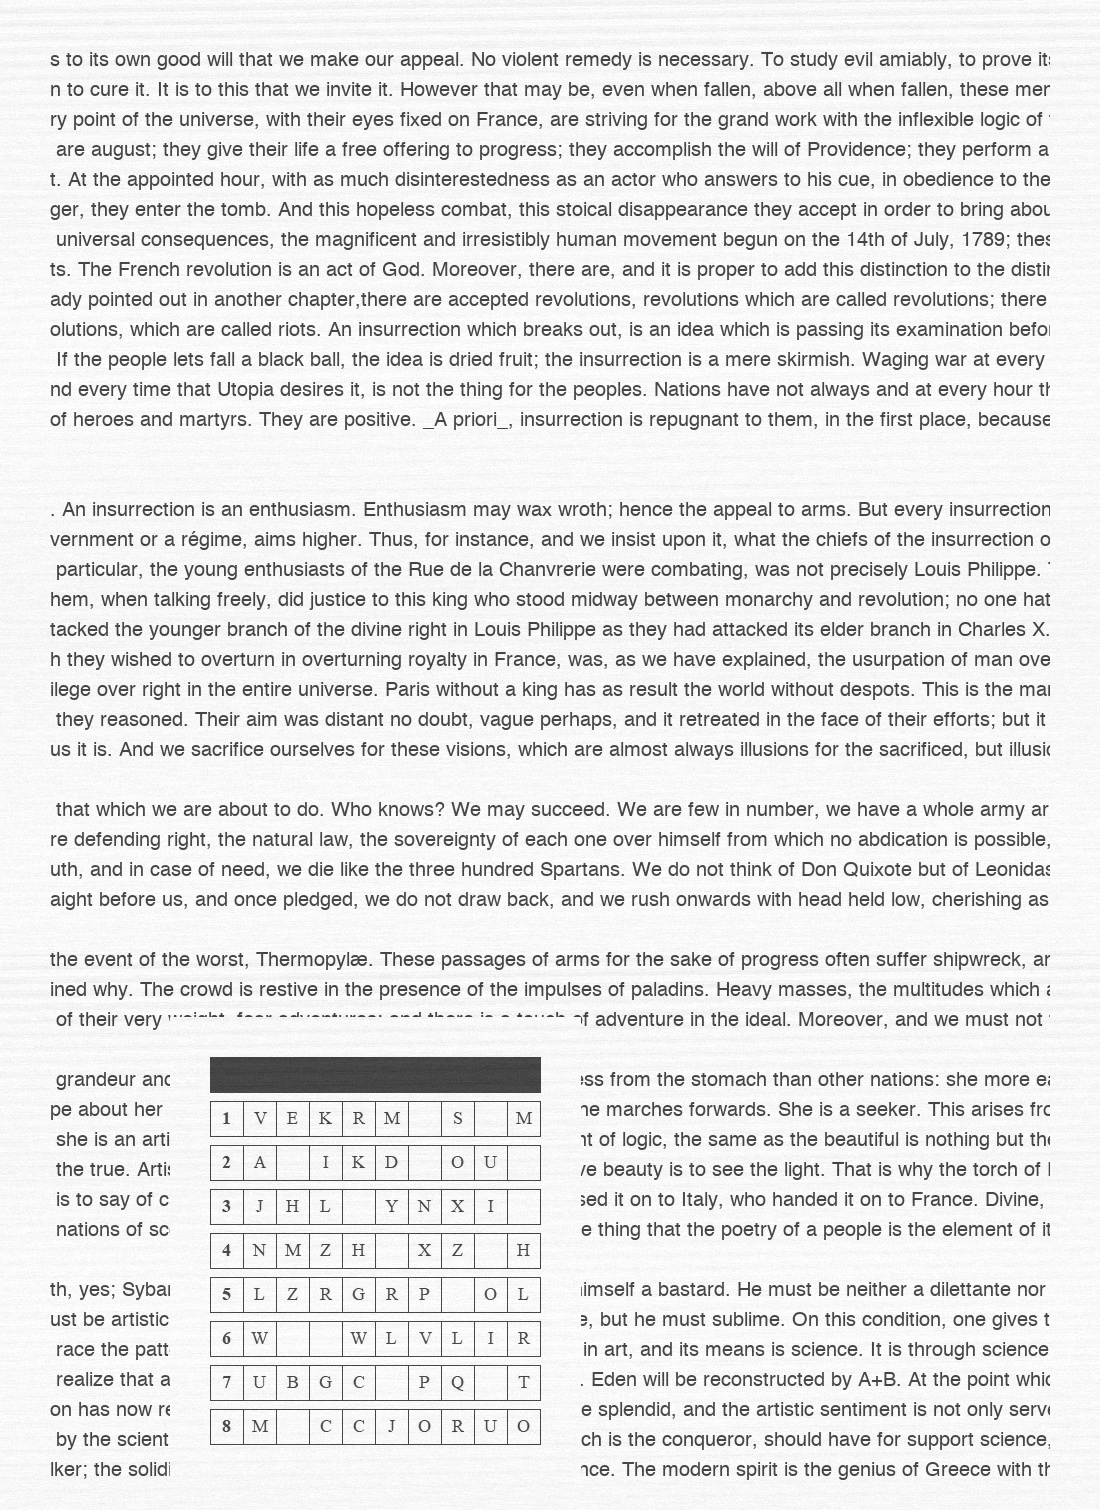 s to its own good will that we make our appeal. No violent remedy is necessary. To study evil amiably, to prove its
n to cure it. It is to this that we invite it. However that may be, even when fallen, above all when fallen, these
ry point of the universe, with their eyes fixed on France, are striving for the grand work with the inflexible logic of
are august; they give their life a free offering to progress; they accomplish the will of Providence; they perform a
t. At the appointed hour, with as much disinterestedness as an actor who answers to his cue, in obedience to the
ger, they enter the tomb. And this hopeless combat, this stoical disappearance they accept in order to bring
universal consequences, the magnificent and irresistibly human movement begun on the 14th of July, 1789;
ts. The French revolution is an act of God. Moreover, there are, and it is proper to add this distinction to the
ady pointed out in another chapter,there are accepted revolutions, revolutions which are called revolutions; there
olutions, which are called riots. An insurrection which breaks out, is an idea which is passing its examination
If the people lets fall a black ball, the idea is dried fruit; the insurrection is a mere skirmish. Waging war at every
nd every time that Utopia desires it, is not the thing for the peoples. Nations have not always and at every hour
of heroes and martyrs. They are positive. _A priori_, insurrection is repugnant to them, in the first place, because
. An insurrection is an enthusiasm. Enthusiasm may wax wroth; hence the appeal to arms. But every insurrection
vernment or a régime, aims higher. Thus, for instance, and we insist upon it, what the chiefs of the insurrection o
particular, the young enthusiasts of the Rue de la Chanvrerie were combating, was not precisely Louis Philippe.
hem, when talking freely, did justice to this king who stood midway between monarchy and revolution; no one hat
tacked the younger branch of the divine right in Louis Philippe as they had attacked its elder branch in Charles X.
h they wished to overturn in overturning royalty in France, was, as we have explained, the usurpation of man ove
ilege over right in the entire universe. Paris without a king has as result the world without despots. This is the
they reasoned. Their aim was distant no doubt, vague perhaps, and it retreated in the face of their efforts; but it
us it is. And we sacrifice ourselves for these visions, which are almost always illusions for the sacrificed, but
that which we are about to do. Who knows? We may succeed. We are few in number, we have a whole army
re defending right, the natural law, the sovereignty of each one over himself from which no abdication is possible,
uth, and in case of need, we die like the three hundred Spartans. We do not think of Don Quixote but of Leonidas
aight before us, and once pledged, we do not draw back, and we rush onwards with head held low, cherishing as
the event of the worst, Thermopylæ. These passages of arms for the sake of progress often suffer shipwreck,
ined why. The crowd is restive in the presence of the impulses of paladins. Heavy masses, the multitudes which
of their very weight, fear adventures; and there is a touch of adventure in the ideal. Moreover, and we must not
grandeur and ess from the stomach than other nations: she more ea
pe about her he marches forwards. She is a seeker. This arises fro
she is an arti nt of logic, the same as the beautiful is nothing but the
the true. Artis ve beauty is to see the light. That is why the torch of
is to say of c sed it on to Italy, who handed it on to France. Divine,
nations of sc e thing that the poetry of a people is the element of it
th, yes; Sybar imself a bastard. He must be neither a dilettante nor
ust be artistic e, but he must sublime. On this condition, one gives t
race the patt in art, and its means is science. It is through science
realize that a . Eden will be reconstructed by A+B. At the point
on has now re e splendid, and the artistic sentiment is not only serve
by the scient ch is the conqueror, should have for support science,
lker; the solidi nce. The modern spirit is the genius of Greece with
1 V E K R M S M
2 A I K D O U
3 J H L Y N X I
4 N M Z H X Z H
5 L Z R G R P O L
6 W W L V L I R
7 U B G C P Q T
8 M C C J O R U O